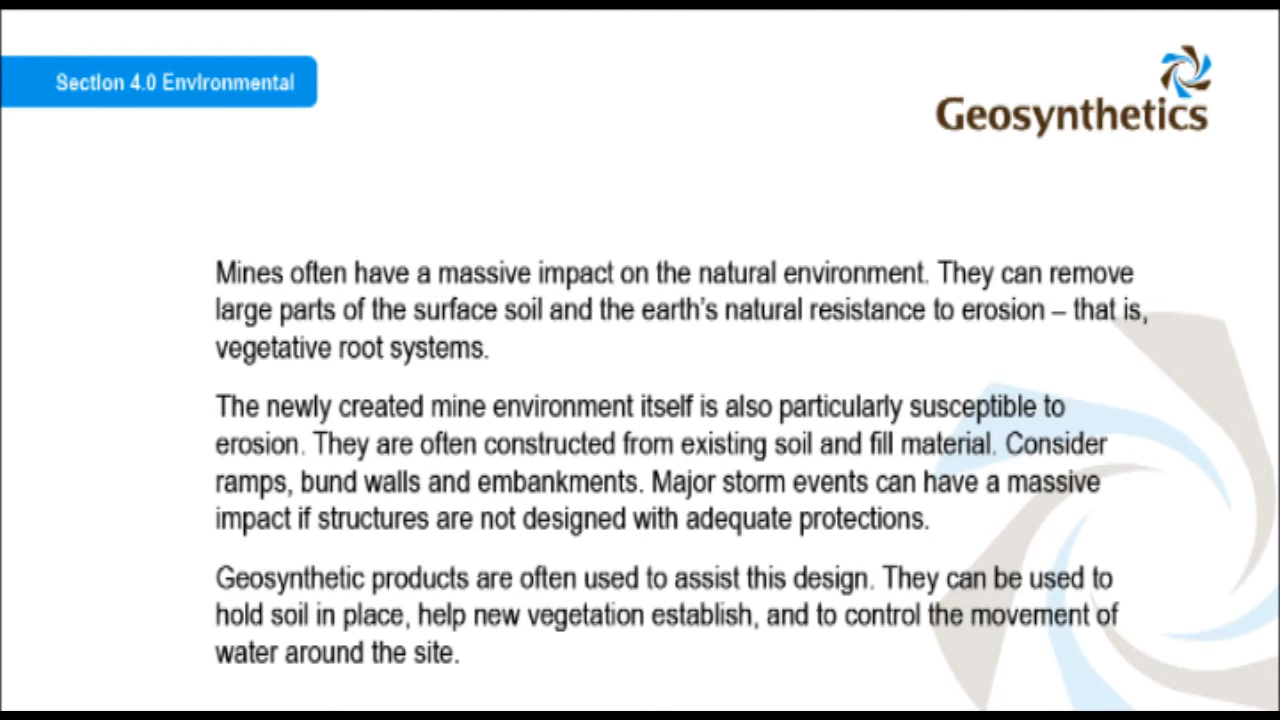 Section 4.0 Environmental
Geosynthetics
Mines often have a massive impact on the natural environment. They can remove
large parts of the surface soil and the earth's natural resistance to erosion – that is,
vegetative root systems.
The newly created mine environment itself is also particularly susceptible to
erosion. They are often constructed from existing soil and fill material. Consider
ramps, bund walls and embankments. Major storm events can have a massive
impact if structures are not designed with adequate protections.
Geosynthetic products are often used to assist this design. They can be used to
hold soil in place, help new vegetation establish, and to control the movement of
water around the site.